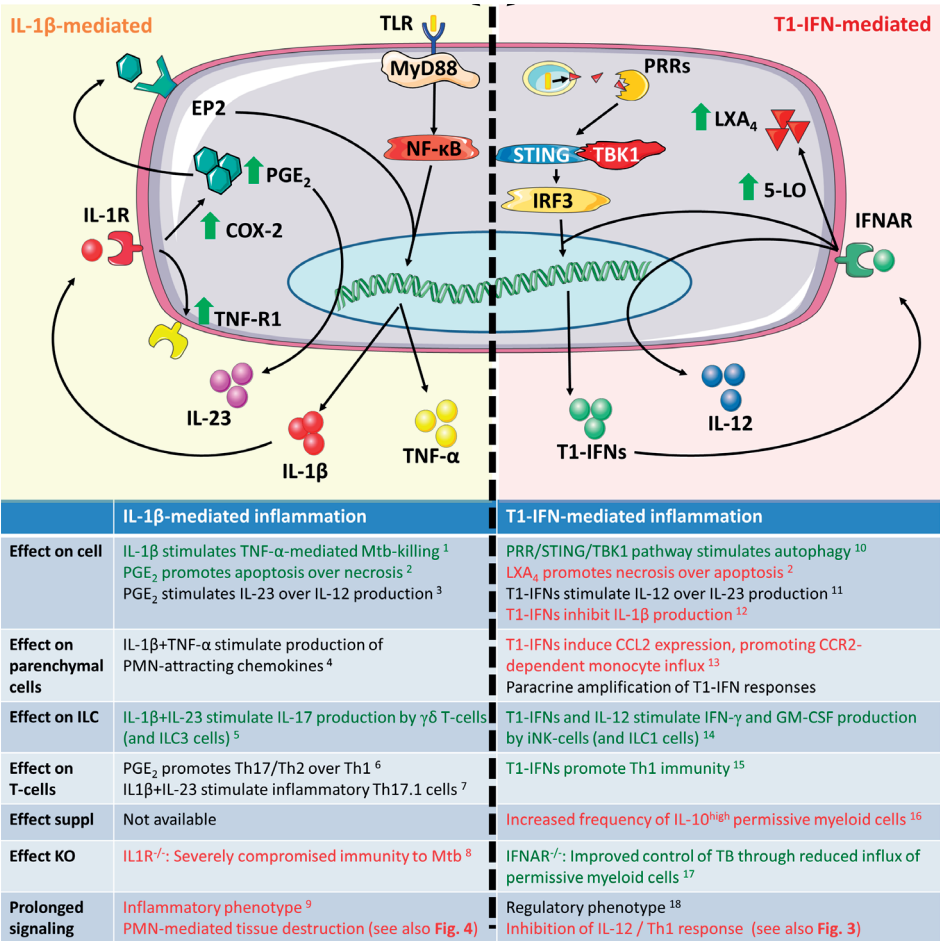 IL-1β-mediated
T1-IFN-mediated
TLR
MyD88
EP2
NF-κB
PGE2
COX-2
IL-1R
TNF-R1
IL-23
IL-1β
TNF-α
PRRs
LXA4
STING TBK1
5-LO
IRF3
IFNAR
IL-12
T1-IFNs
IL-1β-mediated inflammation
T1-IFN-mediated inflammation
Effect on cell
IL-1β stimulates TNF-α-mediated Mtb-killing 1
PGE2 promotes apoptosis over necrosis 2
PGE2 stimulates IL-23 over IL-12 production 3
PRR/STING/TBK1 pathway stimulates autophagy 10
LXA4 promotes necrosis over apoptosis 2
T1-IFNs stimulate IL-12 over IL-23 production 11
T1-IFNs inhibit IL-1β production 12
Effect on
parenchymal
cells
IL-1β+TNF-α stimulate production of
PMN-attracting chemokines 4
T1-IFNs induce CCL2 expression, promoting CCR2-
dependent monocyte influx 13
Paracrine amplification of T1-IFN responses
Effect on ILC
IL-1β+IL-23 stimulate IL-17 production by γδ T-cells
(and ILC3 cells) 5
T1-IFNs and IL-12 stimulate IFN-γ and GM-CSF production
by iNK-cells (and ILC1 cells) 14
Effect on
T-cells
PGE2 promotes Th17/Th2 over Th1 6
IL1β+IL-23 stimulate inflammatory Th17.1 cells 7
T1-IFNs promote Th1 immunity 15
Effect suppl
Not available
Increased frequency of IL-10high permissive myeloid cells 16
Effect KO
IL1R-/-: Severely compromised immunity to Mtb 8
IFNAR-/-: Improved control of TB through reduced influx of
permissive myeloid cells 17
Prolonged
signaling
Inflammatory phenotype 9
PMN-mediated tissue destruction (see also Fig. 4)
Regulatory phenotype 18
Inhibition of IL-12 / Th1 response (see also Fig. 3)